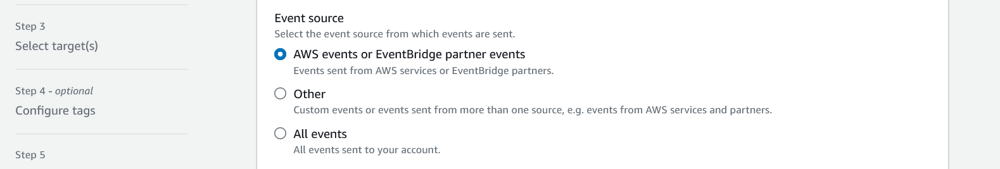 Step 3
Select target(s)
Step 4 - optional
Configure tags
Step 5
Event source
Select the event source from which events are sent.
AWS events or EventBridge partner events
Events sent from AWS services or EventBridge partners.
Other
Custom events or events sent from more than one source, e.g. events from AWS services and partners.
All events
All events sent to your account.